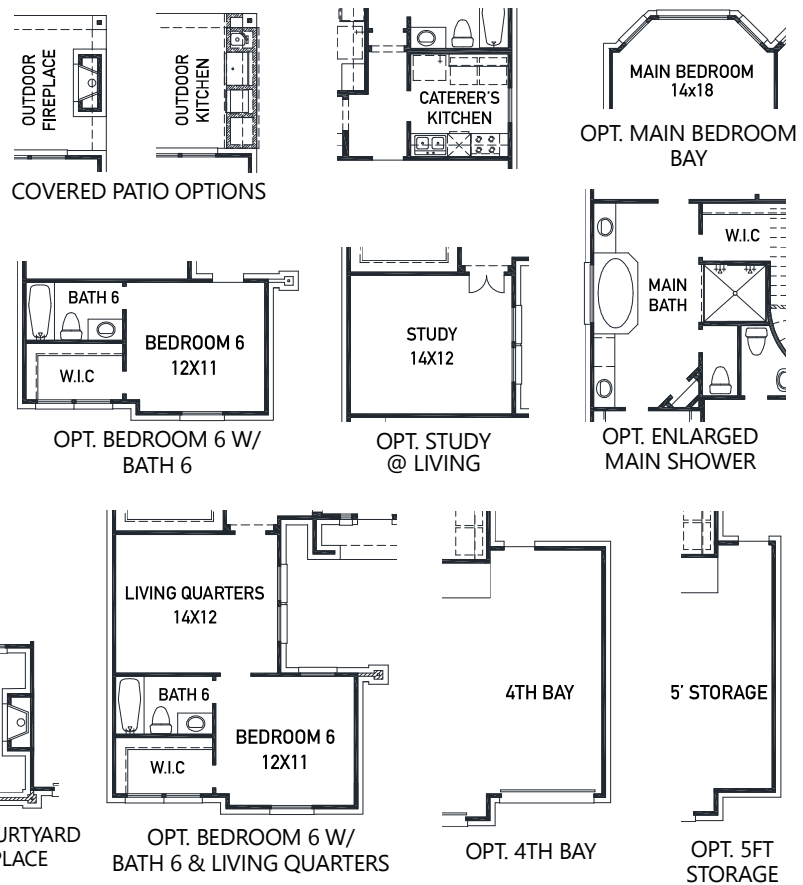 OUTDOOR
FIREPLACE
OUTDOOR
KITCHEN
COVERED PATIO OPTIONS
CATERER'S
KITCHEN
MAIN BEDROOM
14x18
OPT. MAIN BEDROOM
BAY
BATH 6
BEDROOM 6
12X11
W.I.C
OPT. BEDROOM 6 W/
BATH 6
STUDY
14X12
OPT. STUDY
@ LIVING
W.I.C
MAIN
BATH
OPT. ENLARGED
MAIN SHOWER
URTYARD
PLACE
LIVING QUARTERS
14X12
BATH 6
BEDROOM 6
12X11
W.I.C
OPT. BEDROOM 6 W/
BATH 6 & LIVING QUARTERS
4TH BAY
OPT. 4TH BAY
5' STORAGE
OPT. 5FT
STORAGE